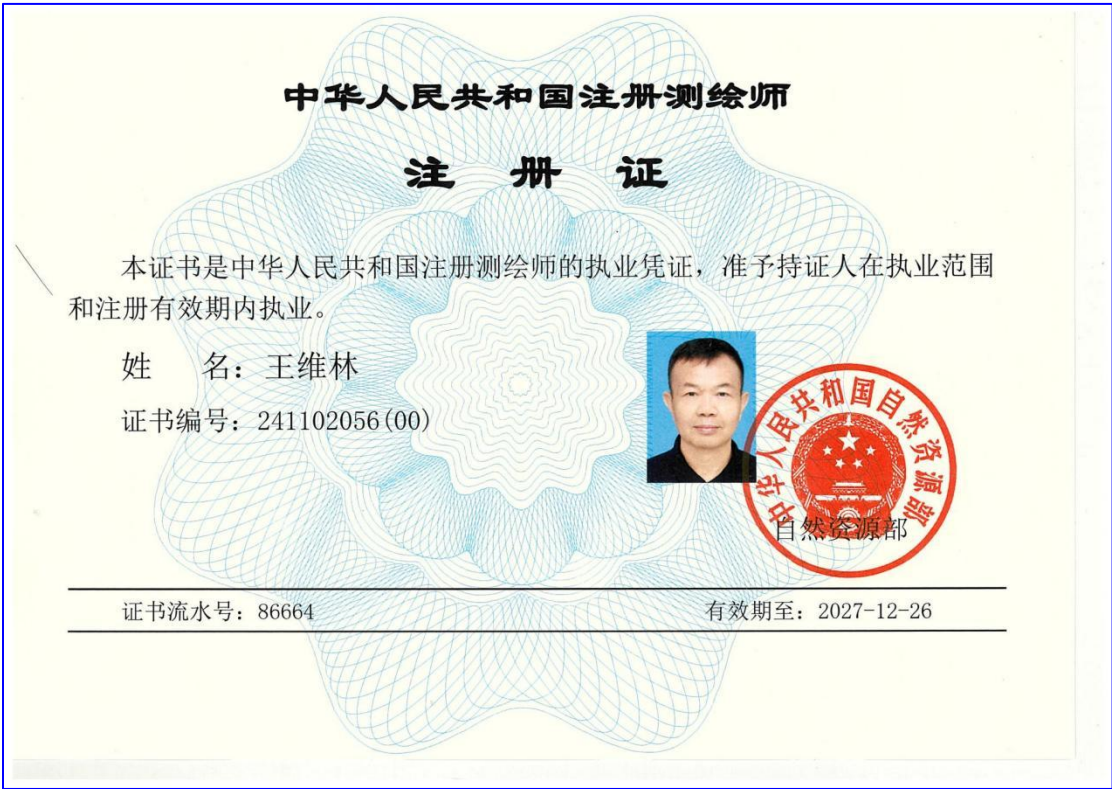 中华人民共和国注册测绘师
注 册 证
本证书是中华人民共和国注册测绘师的执业凭证，准予持证人在执业范围
和注册有效期内执业。
姓 名：王维林
证书编号：241102056(00)
中华人民共和国自然资源部
自然资源部
证书流水号：86664
有效期至：2027-12-26